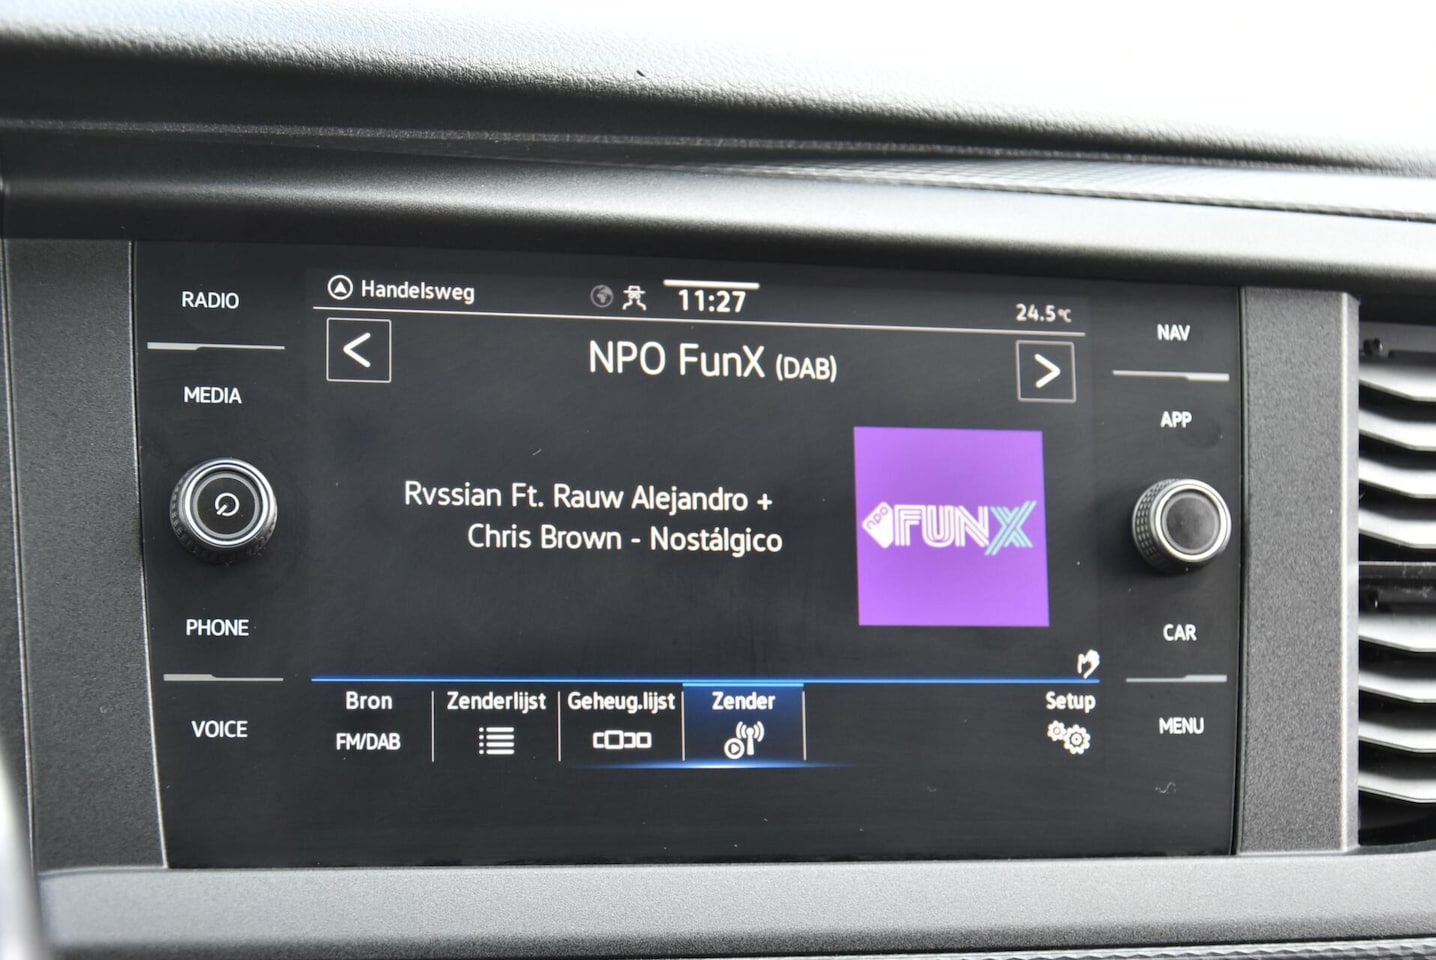 RADIO
MEDIA
PHONE
VOICE
Handelsweg
11:27
24.5°C
<
NPO FunX (DAB)
>
Rvssian Ft. Rauw Alejandro +
Chris Brown - Nostálgico
npo FUNX
Bron
FM/DAB
Zenderlijst
Geheug.lijst
Zender
Setup
NAV
APP
CAR
MENU